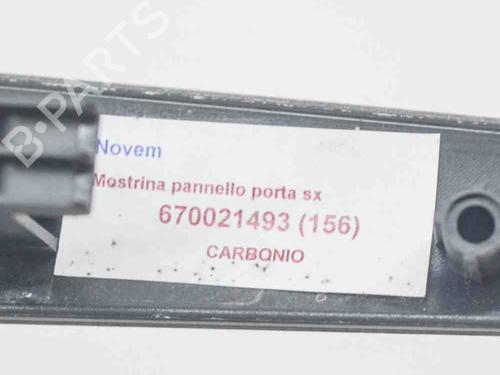 B-PARTS
Novem
Mostrina pannello porta sx
670021493 (156)
CARBONIO